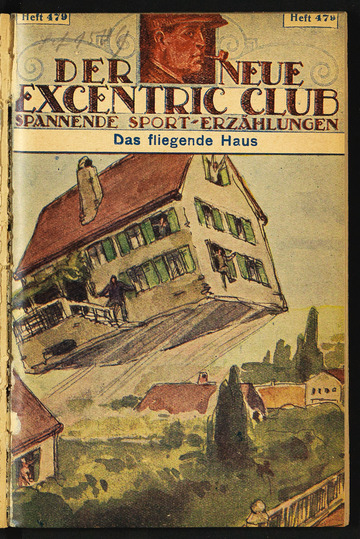 Heft 479
Heft 479
DER NEUE
EXCENTRIC CLUB
SPANNENDE SPORT-ERZÄHLUNGEN
Das fliegende Haus